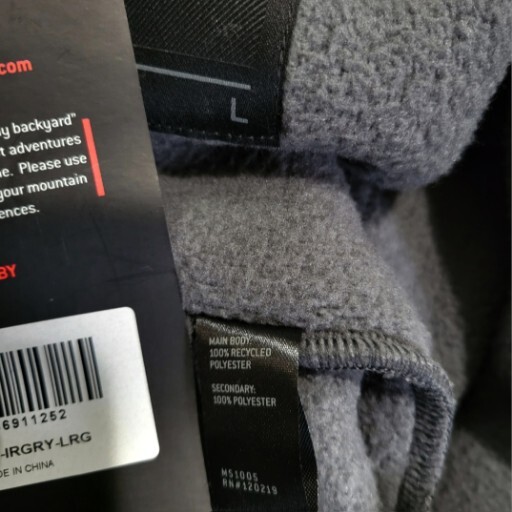 com
L
y backyard"
t adventures
e. Please use
your mountain
ences.
BY
6911252
-IRGRY-LRG
DE IN CHINA
MAIN BODY:
100% RECYCLED
POLYESTER
SECONDARY:
100% POLYESTER
MS1005
RN#120219